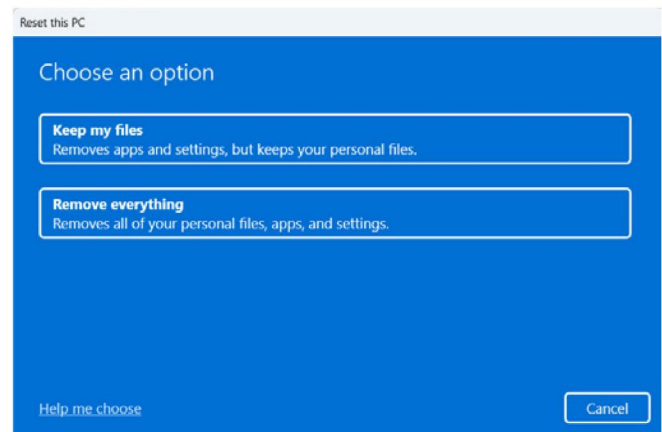 Reset this PC
Choose an option
Keep my files
Removes apps and settings, but keeps your personal files.
Remove everything
Removes all of your personal files, apps, and settings.
Help me choose
Cancel